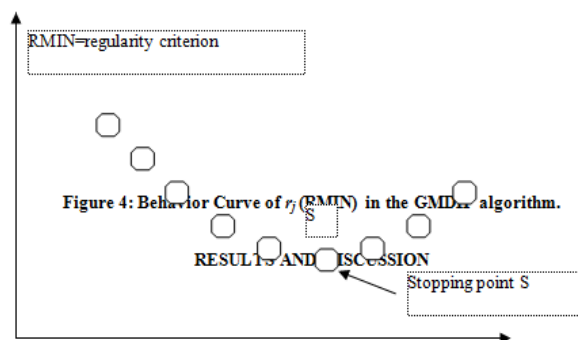 RMIN=regularity criterion
Figure 4: Behavior Curve of rj (RMIN) in the GMDH algorithm.
S
RESULTS AND DISCUSSION
Stopping point S